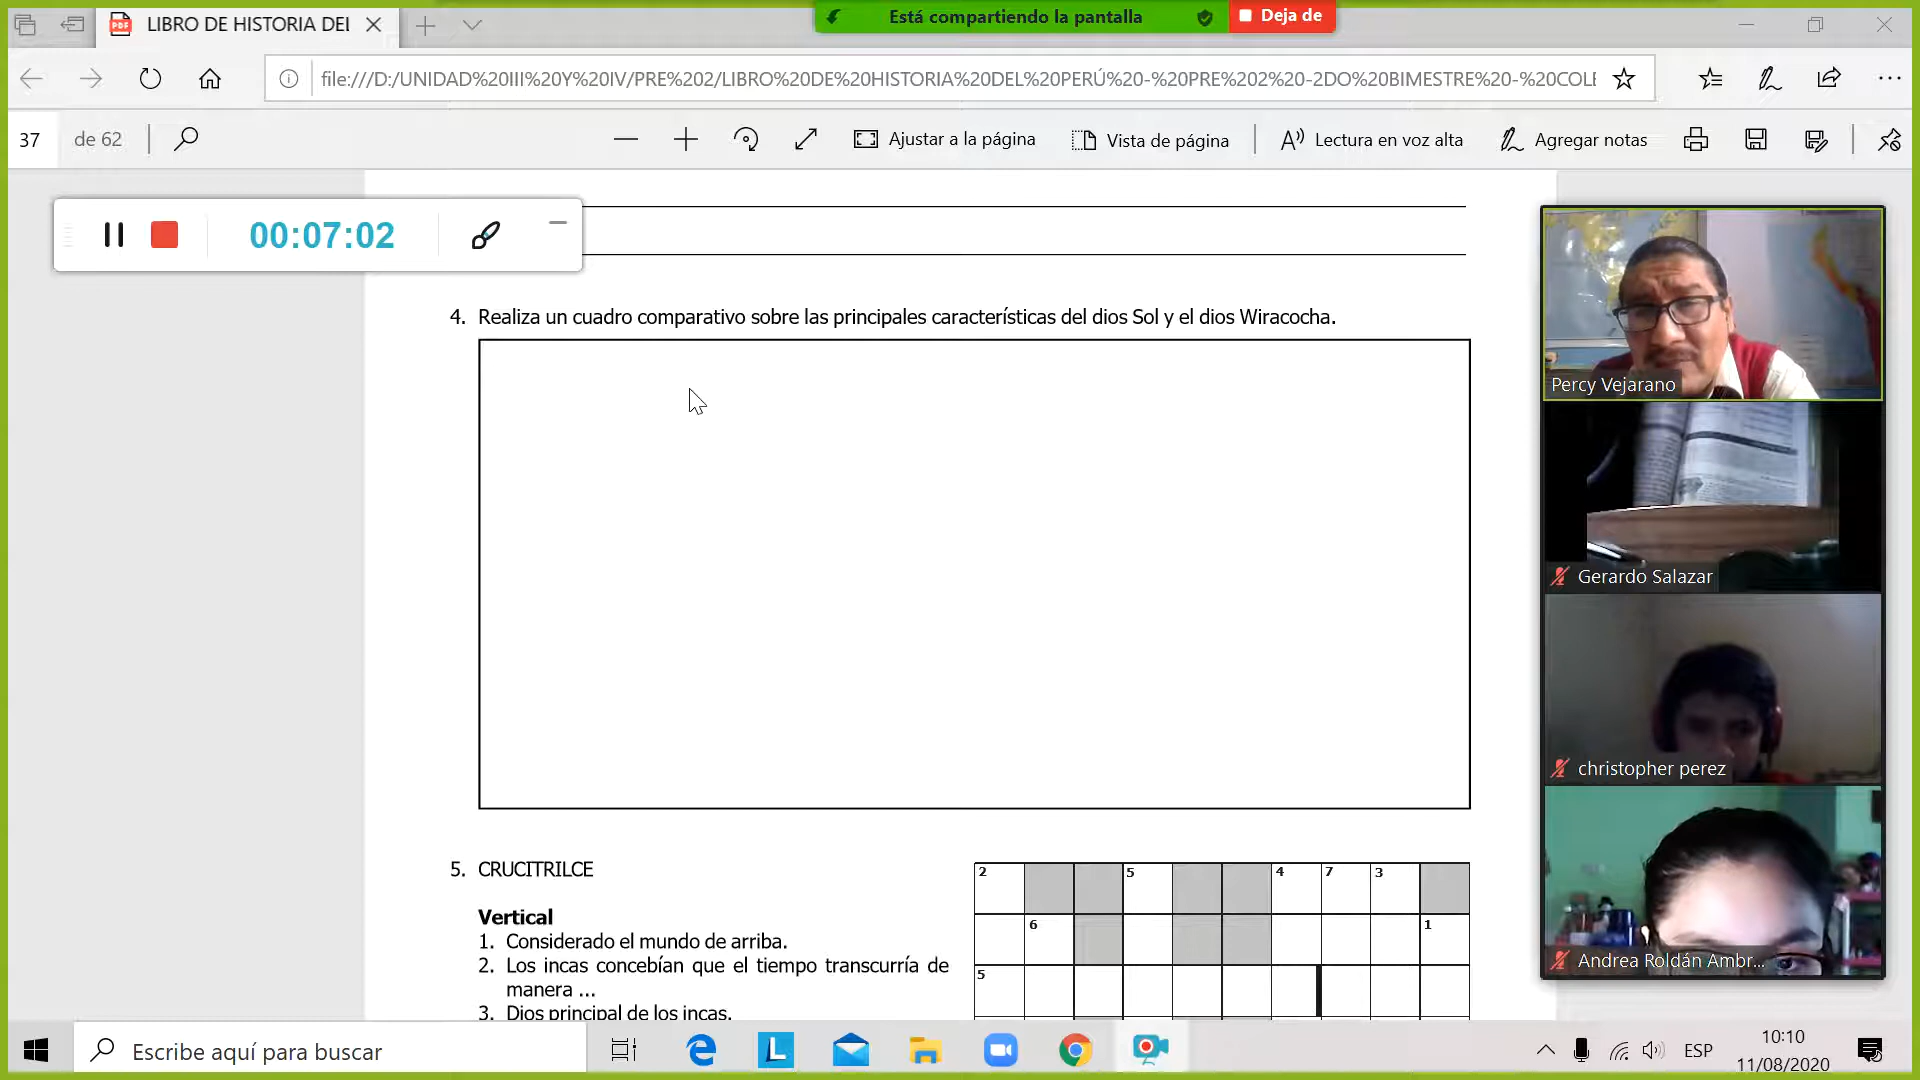 LIBRO DE HISTORIA DEL
Está compartiendo la pantalla
Deja de
file:///D:/UNIDAD%20III%20Y%20IV/PRE%202/LIBRO%20DE%20HISTORIA%20DEL%20PERÚ%20-%20PRE%202%20-2DO%20BIMESTRE%20-%20COLE
37 de 62
Ajustar a la página
Vista de página
Lectura en voz alta
Agregar notas
00:07:02
4. Realiza un cuadro comparativo sobre las principales características del dios Sol y el dios Wiracocha.
Percy Vejarano
Gerardo Salazar
christopher perez
Andrea Roldán Ambr...
5. CRUCITRILCE
Vertical
1. Considerado el mundo de arriba.
2. Los incas concebían que el tiempo transcurría de
manera ...
3. Dios principal de los incas.
2 5 4 7 3
6 1
5
Escribe aquí para buscar
ESP
10:10
11/08/2020